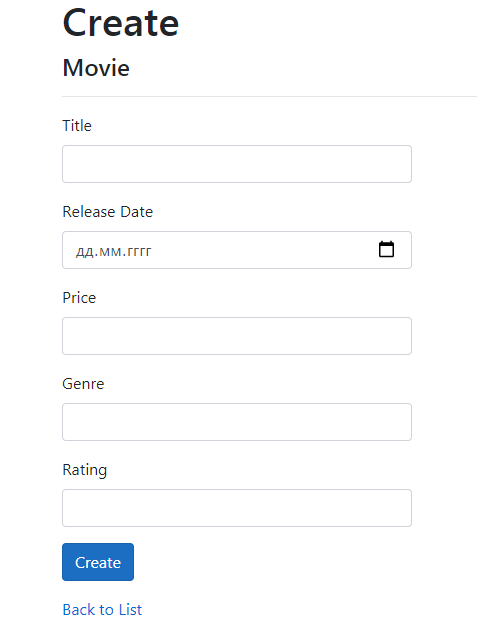 Create
Movie
Title
Release Date
дд.мм.гггг
Price
Genre
Rating
Create
Back to List